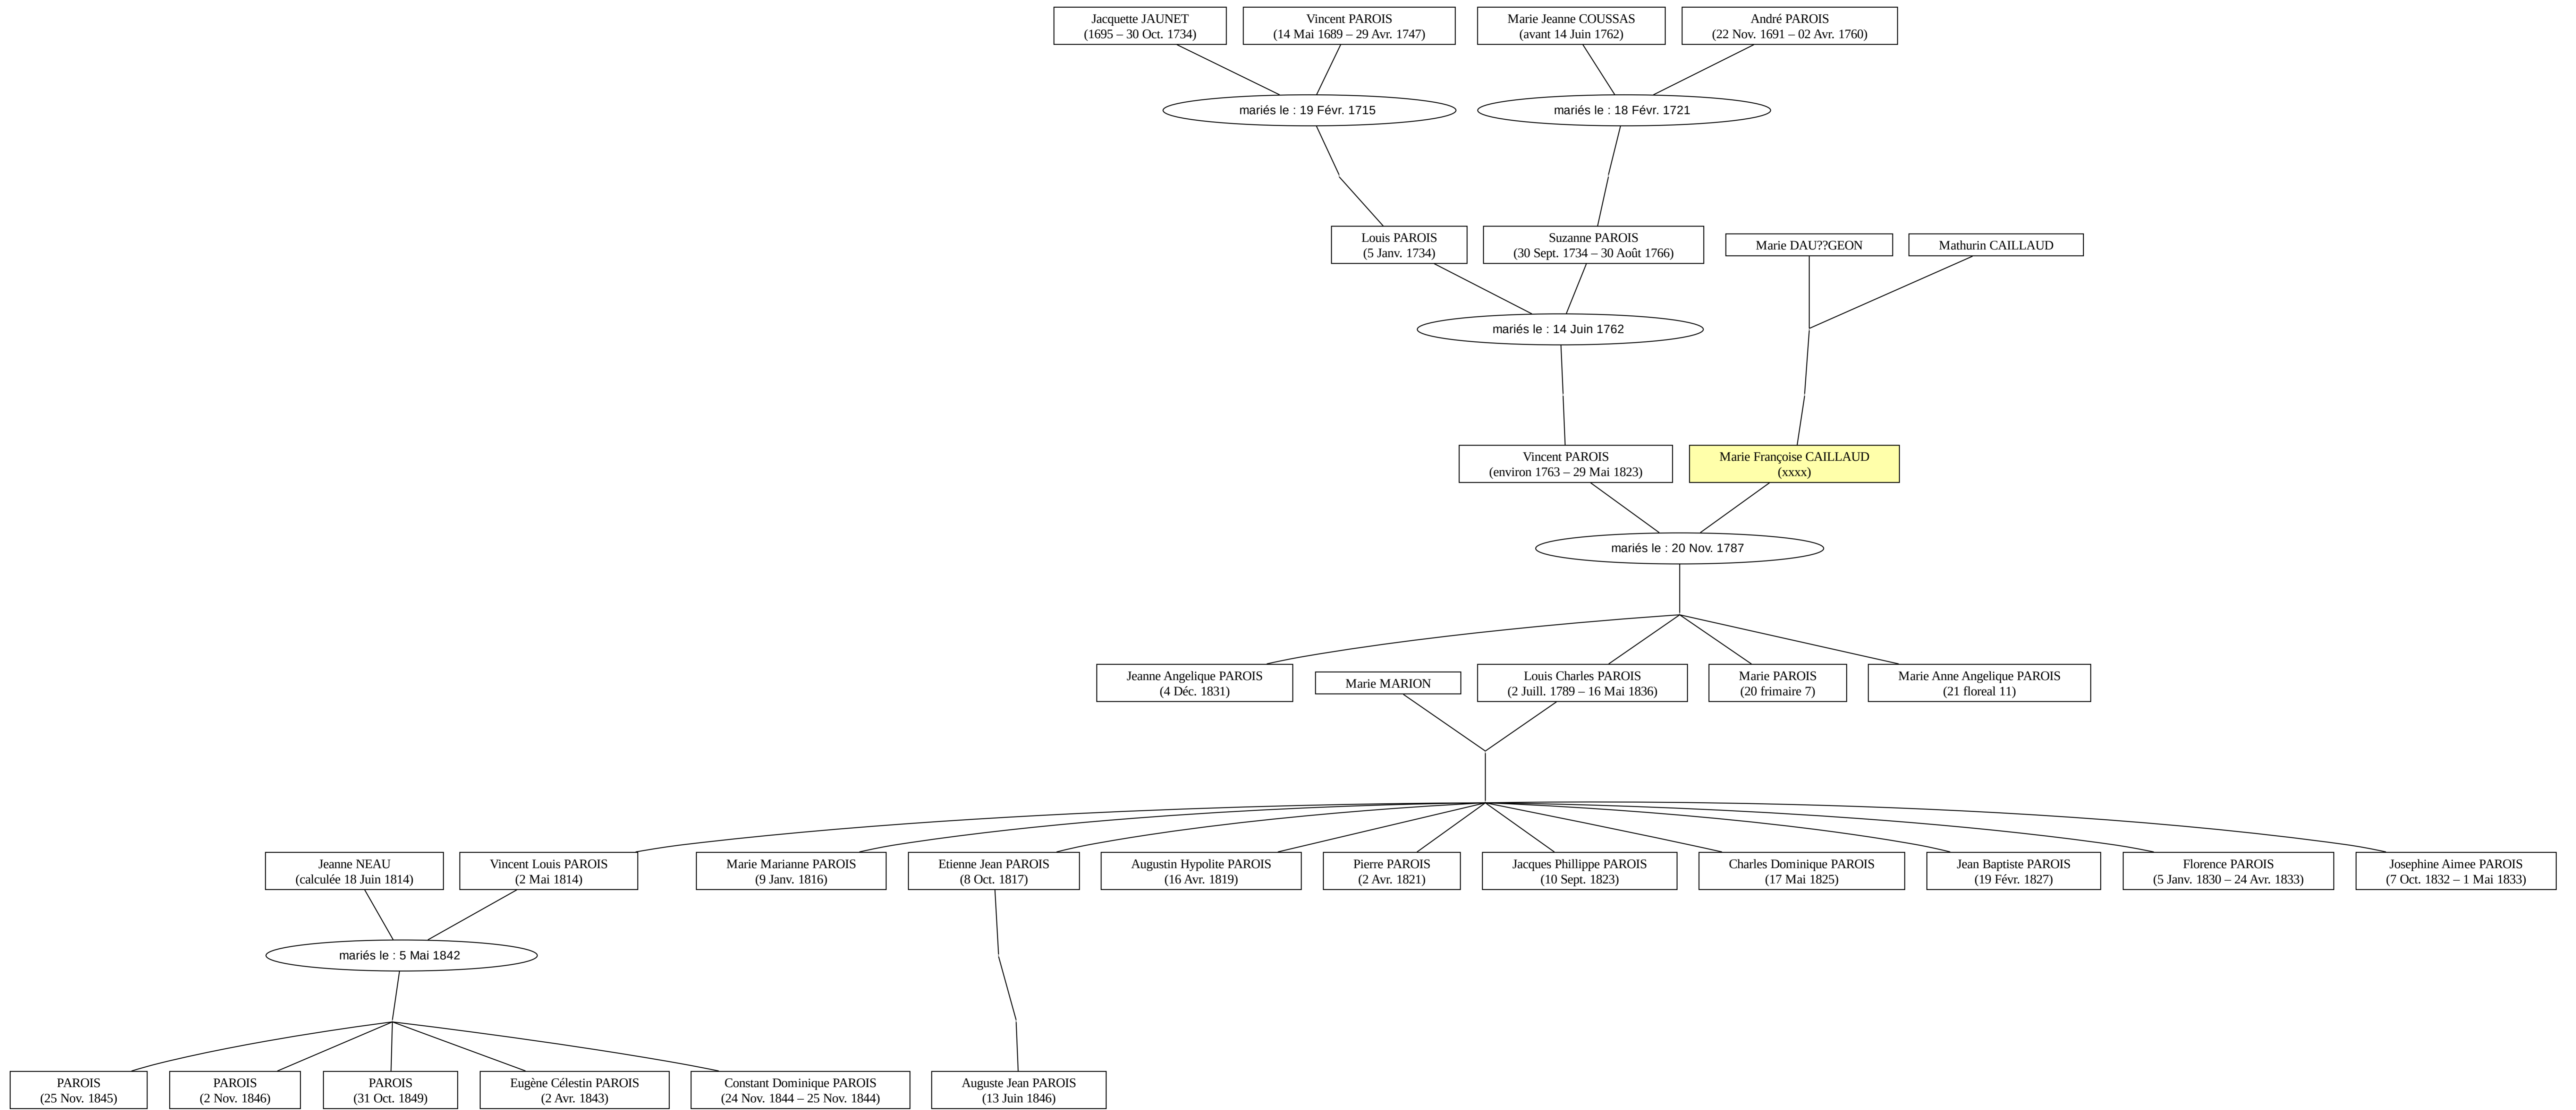 Jacquette JAUNET
(1695 – 30 Oct. 1734)
Vincent PAROIS
(14 Mai 1689 – 29 Avr. 1747)
Marie Jeanne COUSSAS
(avant 14 Juin 1762)
André PAROIS
(22 Nov. 1691 – 02 Avr. 1760)
mariés le : 19 Févr. 1715
mariés le : 18 Févr. 1721
Louis PAROIS
(5 Janv. 1734)
Suzanne PAROIS
(30 Sept. 1734 – 30 Août 1766)
Marie DAU??GEON
Mathurin CAILLAUD
mariés le : 14 Juin 1762
Vincent PAROIS
(environ 1763 – 29 Mai 1823)
Marie Françoise CAILLAUD
(xxxx)
mariés le : 20 Nov. 1787
Jeanne Angelique PAROIS
(4 Déc. 1831)
Marie MARION
Louis Charles PAROIS
(2 Juill. 1789 – 16 Mai 1836)
Marie PAROIS
(20 frimaire 7)
Marie Anne Angelique PAROIS
(21 floreal 11)
Jeanne NEAU
(calculée 18 Juin 1814)
Vincent Louis PAROIS
(2 Mai 1814)
Marie Marianne PAROIS
(9 Janv. 1816)
Etienne Jean PAROIS
(8 Oct. 1817)
Augustin Hypolite PAROIS
(16 Avr. 1819)
Pierre PAROIS
(2 Avr. 1821)
Jacques Phillippe PAROIS
(10 Sept. 1823)
Charles Dominique PAROIS
(17 Mai 1825)
Jean Baptiste PAROIS
(19 Févr. 1827)
Florence PAROIS
(5 Janv. 1830 – 24 Avr. 1833)
Josephine Aimee PAROIS
(7 Oct. 1832 – 1 Mai 1833)
mariés le : 5 Mai 1842
PAROIS
(25 Nov. 1845)
PAROIS
(2 Nov. 1846)
PAROIS
(31 Oct. 1849)
Eugène Célestin PAROIS
(2 Avr. 1843)
Constant Dominique PAROIS
(24 Nov. 1844 – 25 Nov. 1844)
Auguste Jean PAROIS
(13 Juin 1846)